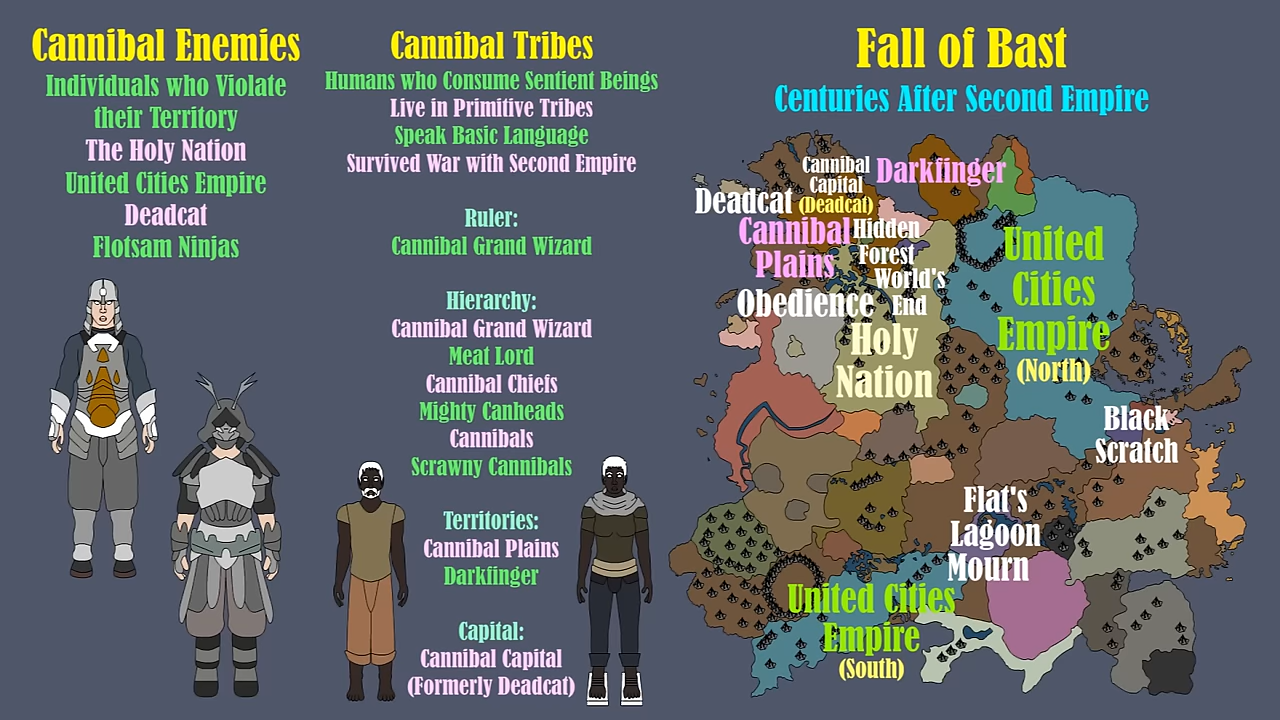 Cannibal Enemies
Individuals who Violate
their Territory
The Holy Nation
United Cities Empire
Deadcat
Flotsam Ninjas
Cannibal Tribes
Humans who Consume Sentient Beings
Live in Primitive Tribes
Speak Basic Language
Survived War with Second Empire
Ruler:
Cannibal Grand Wizard
Hierarchy:
Cannibal Grand Wizard
Meat Lord
Cannibal Chiefs
Mighty Canheads
Cannibals
Scrawny Cannibals
Territories:
Cannibal Plains
Darkfinger
Capital:
Cannibal Capital
(Formerly Deadcat)
Fall of Bast
Centuries After Second Empire
Cannibal
Capital
(Deadcat)
Darkfinger
Deadcat
Cannibal
Plains
Hidden
Forest
World's
End
Obedience
Holy
Nation
United
Cities
Empire
(North)
Black
Scratch
Flat's
Lagoon
Mourn
United Cities
Empire
(South)